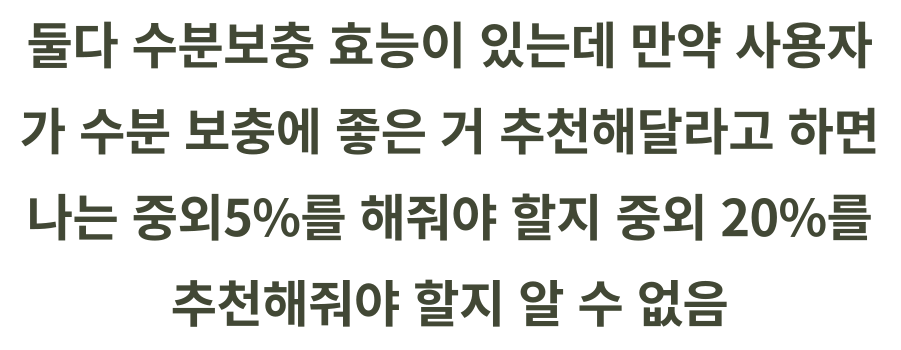 둘다 수분보충 효능이 있는데 만약 사용자
가 수분 보충에 좋은 거 추천해달라고 하면
나는 중외5%를 해줘야 할지 중외 20%를
추천해줘야 할지 알 수 없음